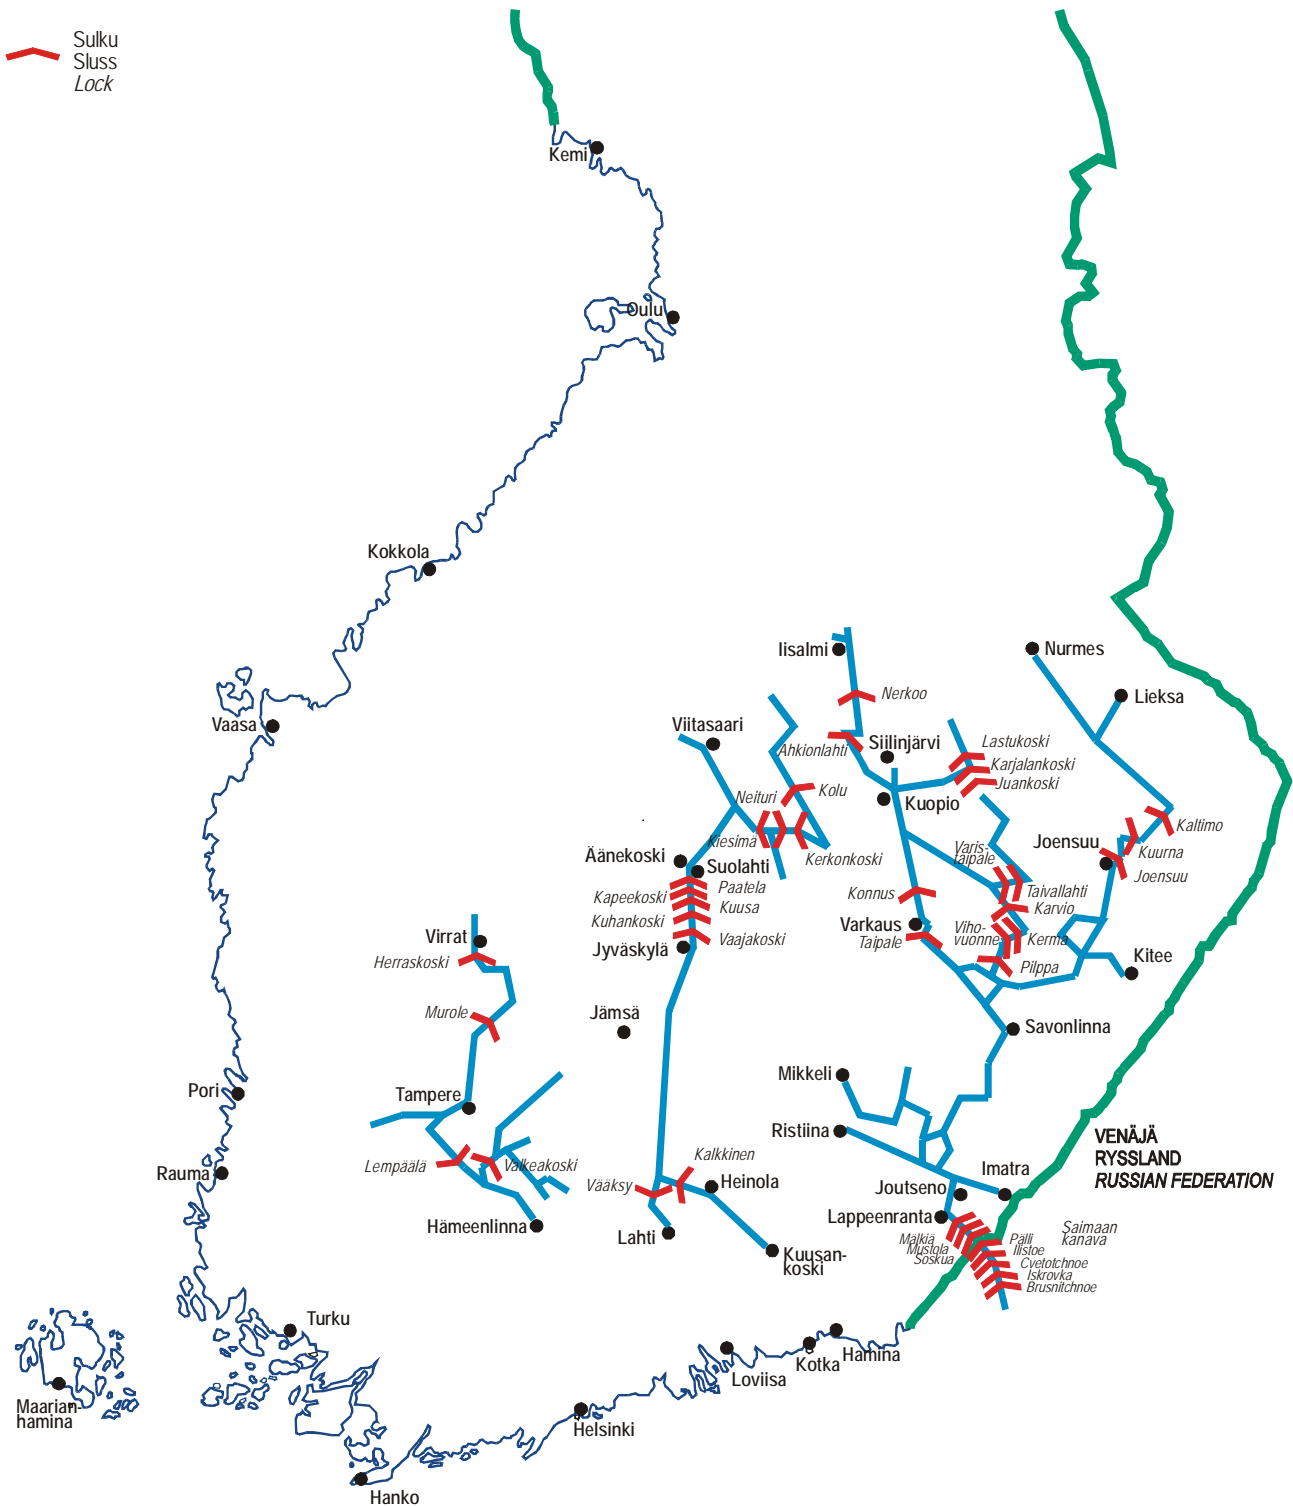 Sulku
Sluss
Lock
Kemi
Oulu
Kokkola
Iisalmi
Nurmes
Nerkoo
Lieksa
Vaasa
Viitasaari
Ahkionlahti
Siilinjärvi
Lastukoski
Karjalankoski
Juankoski
Neituri
Kolu
Kuopio
Kaltimo
Kiesimä
Kerkonkoski
Varis-
taipale
Joensuu
Kuurna
Joensuu
Äänekoski
Suolahti
Paatela
Kapeekoski
Kuusa
Kuhankoski
Vaajakoski
Konnus
Taivallahti
Karvio
Virrat
Herraskoski
Jyväskylä
Varkaus
Taipale
Viho-
vuonne
Kerma
Pilppa
Kitee
Murole
Jämsä
Savonlinna
Pori
Tampere
Mikkeli
Ristiina
VENÄJÄ
RYSSLAND
RUSSIAN FEDERATION
Rauma
Lempäälä
Valkeakoski
Kalkkinen
Vääksy
Heinola
Imatra
Joutseno
Hämeenlinna
Lahti
Kuusan-
koski
Lappeenranta
Mälkiä
Mustola
Soskua
Pälli
Ilistoe
Cvetotchnoe
Iskrovka
Brusnitchnoe
Saimaan
kanava
Turku
Maarian-
hamina
Loviisa
Kotka
Hamina
Helsinki
Hanko